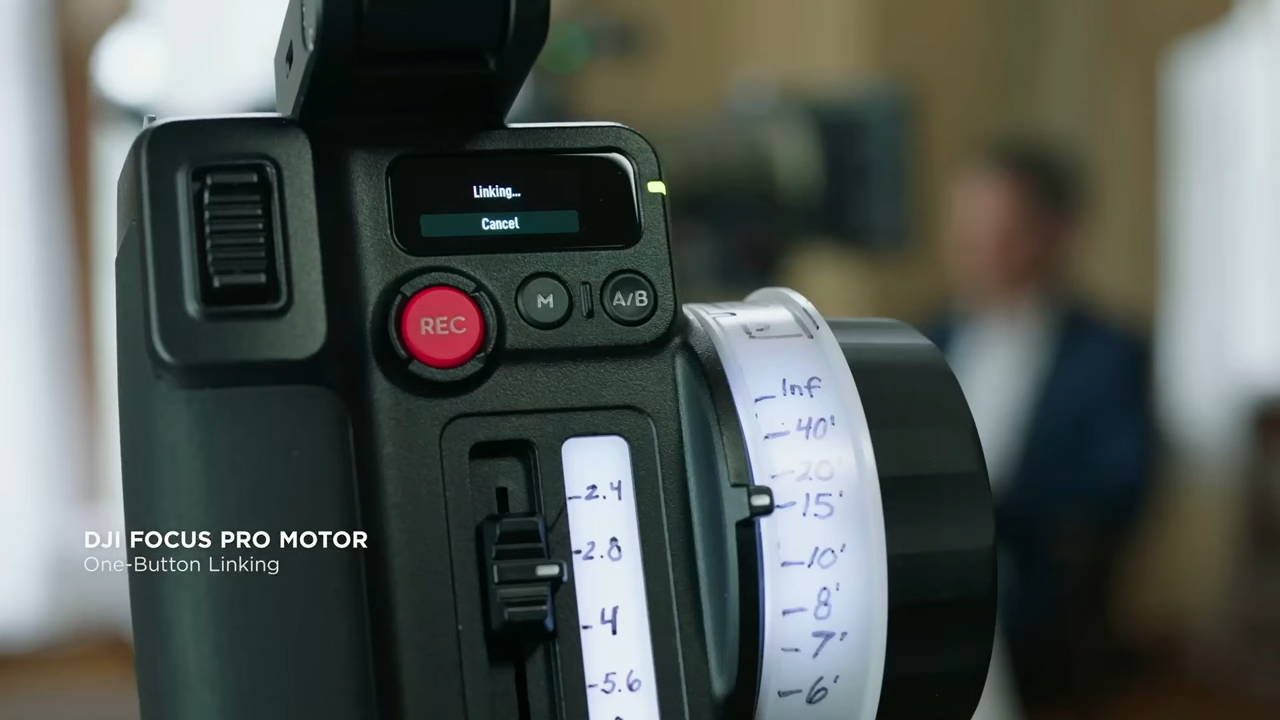 Linking...
Cancel
REC
M
A/B
Inf
40'
20'
15'
10'
8'
7'
6'
2.4
2.8
4
5.6
DJI FOCUS PRO MOTOR
One-Button Linking